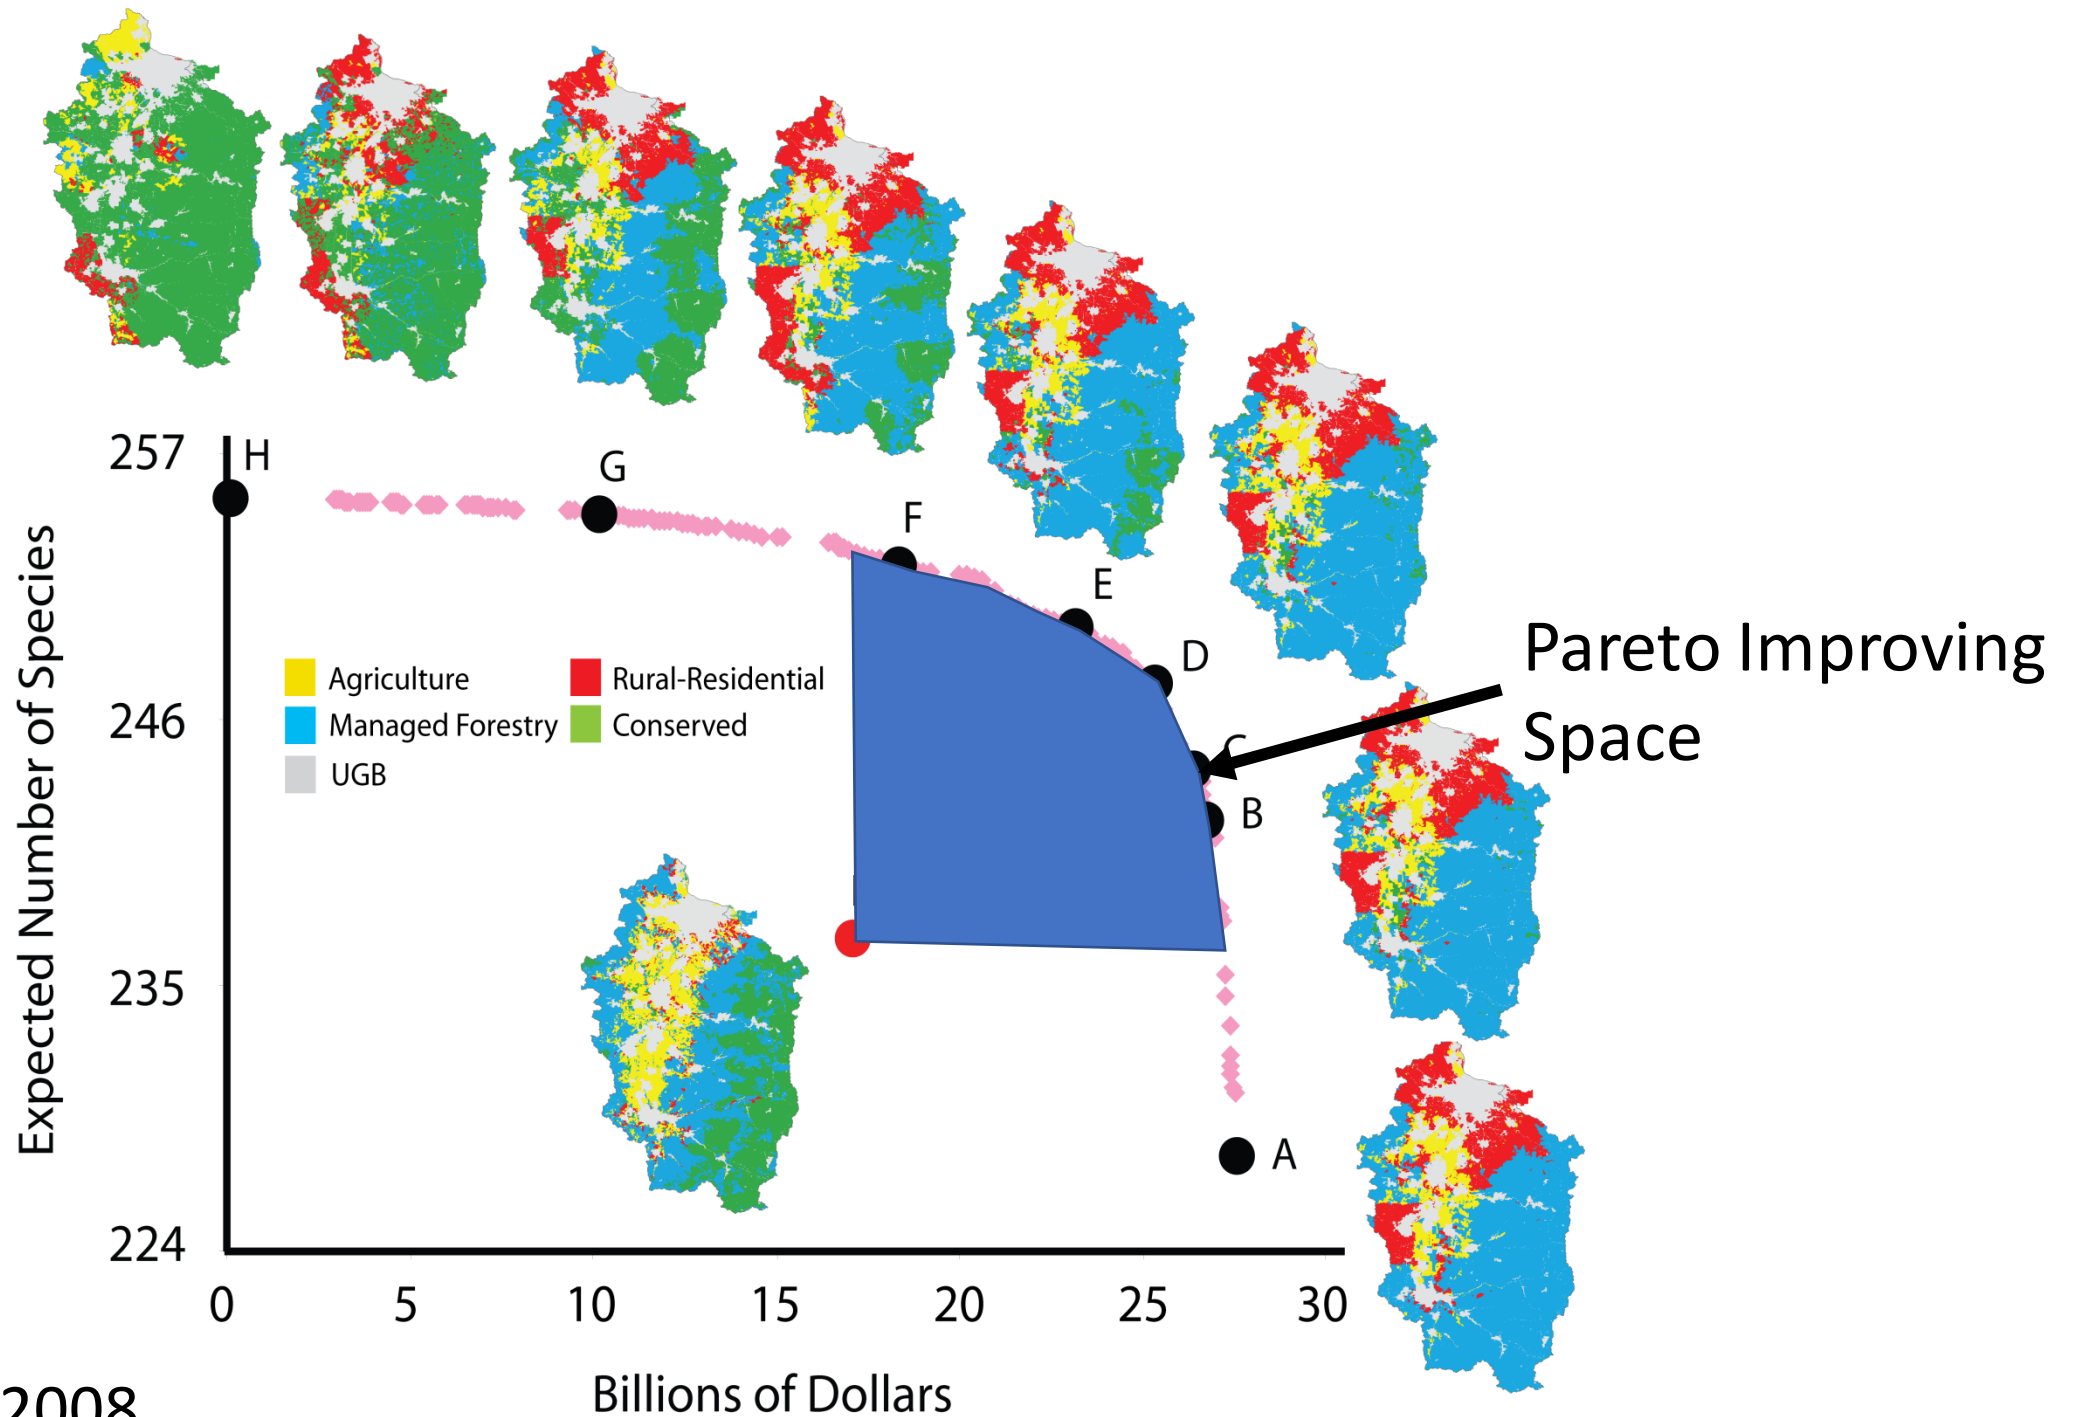 257
H
G
F
E
D
C
B
A
Expected Number of Species
Agriculture
Rural-Residential
Managed Forestry
Conserved
UGB
246
235
224
Pareto Improving
Space
0 5 10 15 20 25 30
Billions of Dollars
2008